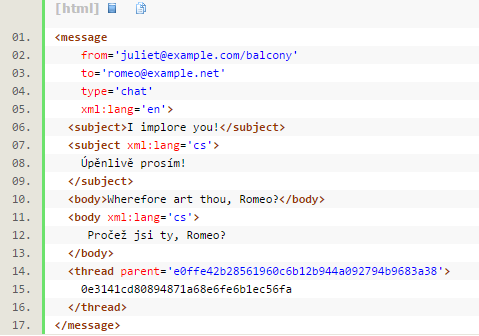 [html]
01. <message
02. from='juliet@example.com/balcony'
03. to='romeo@example.net'
04. type='chat'
05. xml:lang='en'>
06. <subject>I implore you!</subject>
07. <subject xml:lang='cs'>
08. Úpěnlivě prosím!
09. </subject>
10. <body>Wherefore art thou, Romeo?</body>
11. <body xml:lang='cs'>
12. Pročež jsi ty, Romeo?
13. </body>
14. <thread parent='e0ffe42b28561960c6b12b944a092794b9683a38'>
15. 0e3141cd80894871a68e6fe6b1ec56fa
16. </thread>
17. </message>